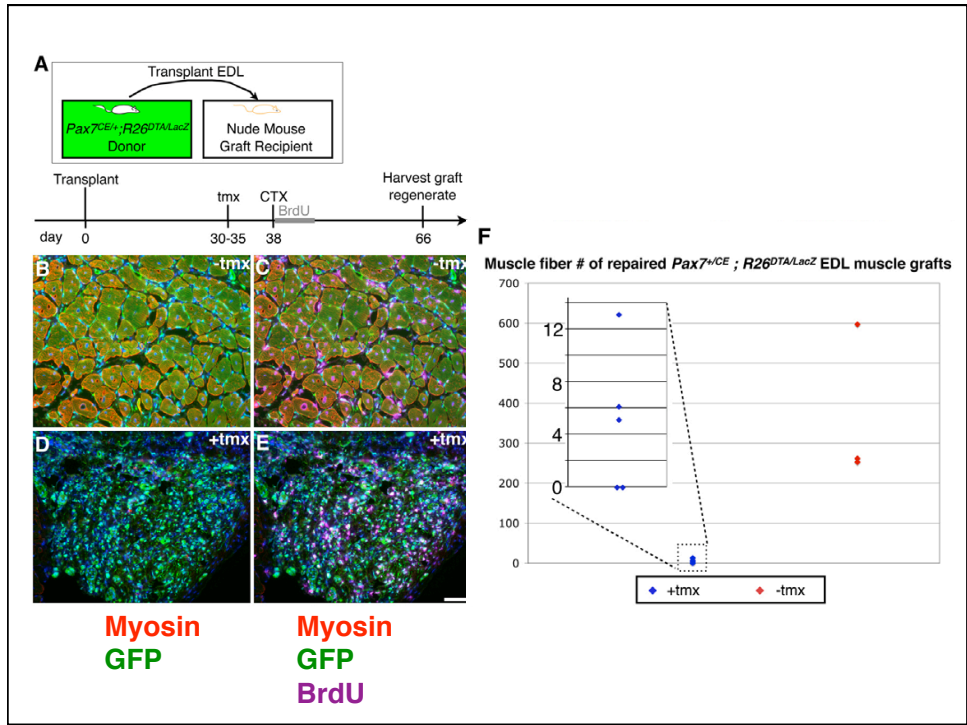 A
Transplant EDL
Pax7CE/+;R26DTA/LacZ
Donor
Nude Mouse
Graft Recipient
Transplant
tmx
CTX
BrdU
Harvest graft
regenerate
day
0
30-35
38
66
B
-tmx
C
-tmx
D
+tmx
E
+tmx
Myosin
GFP
Myosin
GFP
BrdU
F
Muscle fiber # of repaired Pax7+/CE ; R26DTA/LacZ EDL muscle grafts
700
600
500
400
300
200
100
0
12
8
4
0
+tmx
-tmx